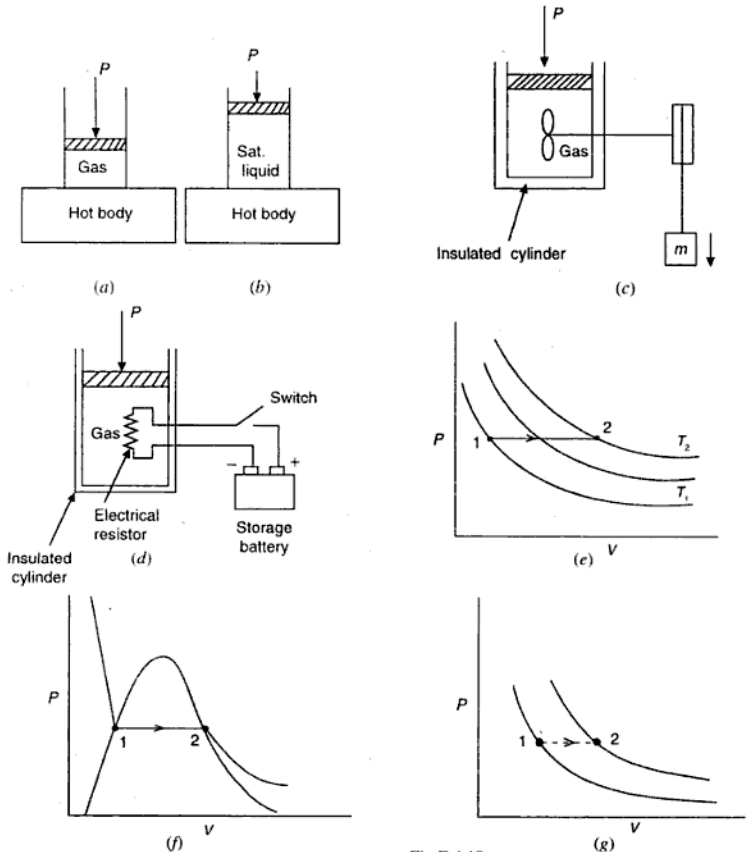 P
P
Gas
Sat.
liquid
Hot body
Hot body
(a)
(b)
P
Gas
Insulated cylinder
m
(c)
P
Gas
Switch
− +
Electrical
resistor
Storage
battery
Insulated
cylinder
(d)
P
1
2
T₂
T₁
V
(e)
P
1
2
V
(f)
P
1
2
V
(g)